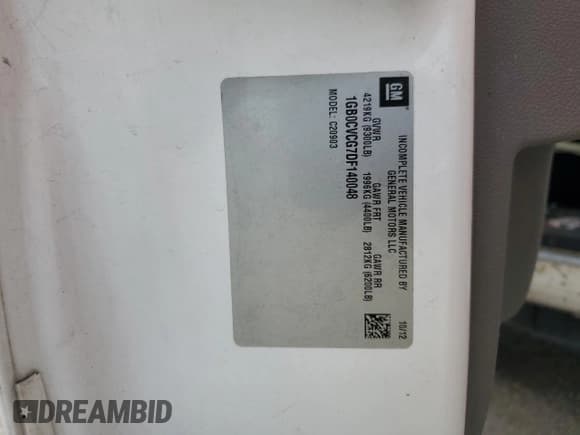 GM
INCOMPLETE VEHICLE MANUFACTURED BY
GENERAL MOTORS LLC
10/12
GVWR GAWR FRT GAWR RR
4219KG (9300LB) 1996KG (4400LB) 2812KG (6200LB)
1GB0CVCG7DF140048
MODEL: C20903
DREAMBID